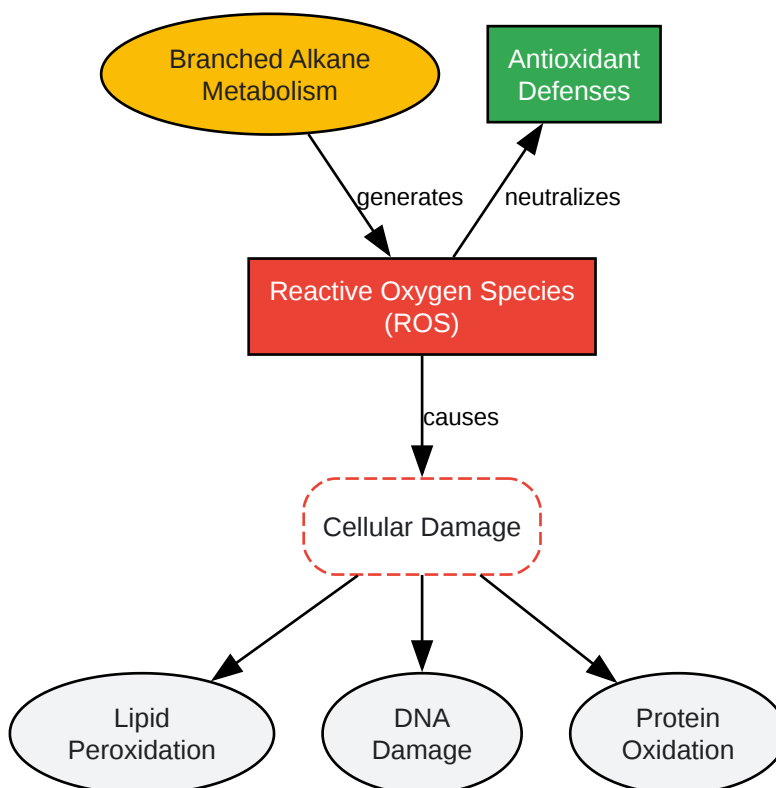 Branched Alkane
Metabolism
Antioxidant
Defenses
generates
neutralizes
Reactive Oxygen Species
(ROS)
causes
Cellular Damage
Lipid
Peroxidation
DNA
Damage
Protein
Oxidation